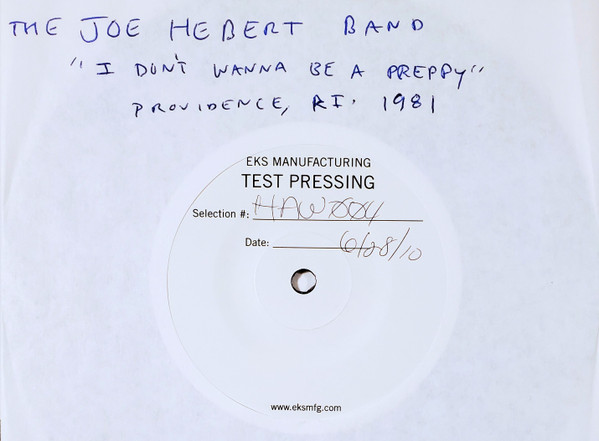 THE JOE HEBERT BAND
"I DON'T WANNA BE A PREPPY"
PROVIDENCE, RI. 1981
EKS MANUFACTURING
TEST PRESSING
Selection #: HAW004
Date: 6/28/10
www.eksmfg.com